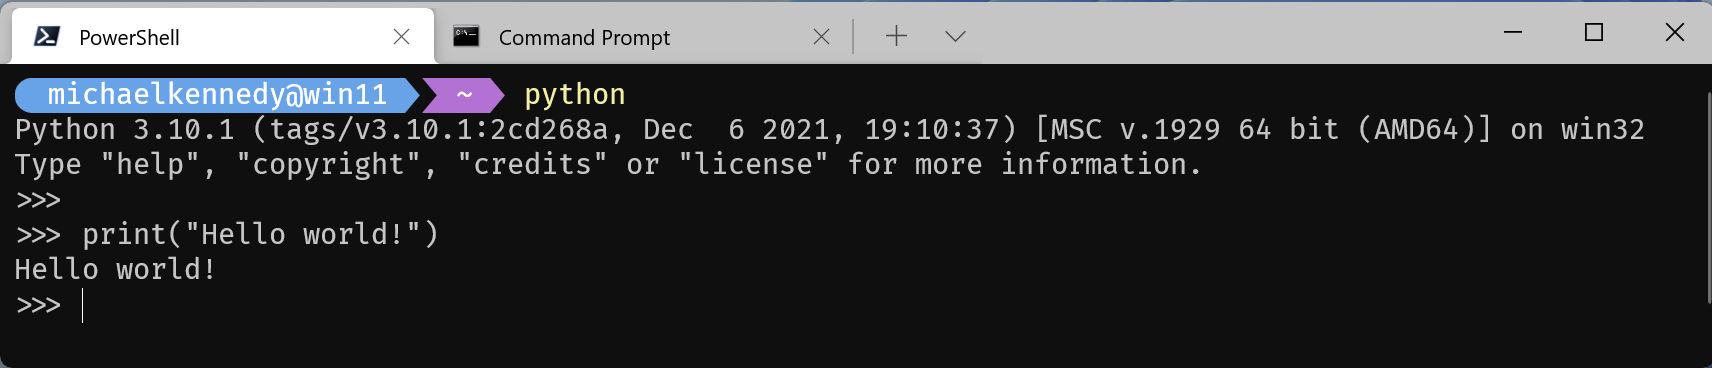 PowerShell
Command Prompt
michaelkennedy@win11 ~ python
Python 3.10.1 (tags/v3.10.1:2cd268a, Dec  6 2021, 19:10:37) [MSC v.1929 64 bit (AMD64)] on win32
Type "help", "copyright", "credits" or "license" for more information.
>>>
>>> print("Hello world!")
Hello world!
>>>